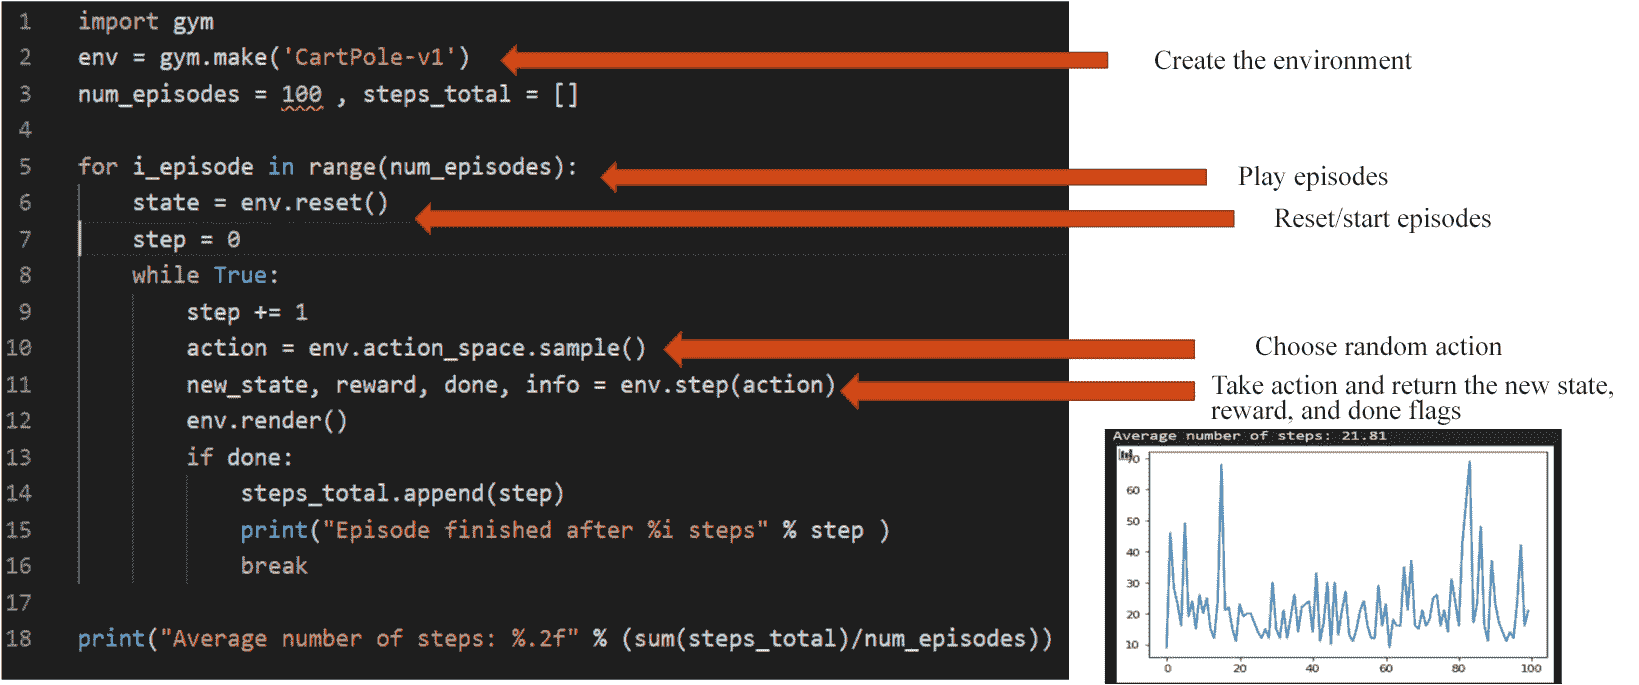 1 import gym
2 env = gym.make('CartPole-v1')
Create the environment
3 num_episodes = 100 , steps_total = []
4
5 for i_episode in range(num_episodes):
Play episodes
6 state = env.reset()
Reset/start episodes
7 step = 0
8 while True:
9 step += 1
10 action = env.action_space.sample()
Choose random action
11 new_state, reward, done, info = env.step(action)
Take action and return the new state,
reward, and done flags
12 env.render()
13 if done:
14 steps_total.append(step)
15 print("Episode finished after %i steps" % step )
16 break
17
18 print("Average number of steps: %.2f" % (sum(steps_total)/num_episodes))
Average number of steps: 21.81
70
60
50
40
30
20
10
0 20 40 60 80 100